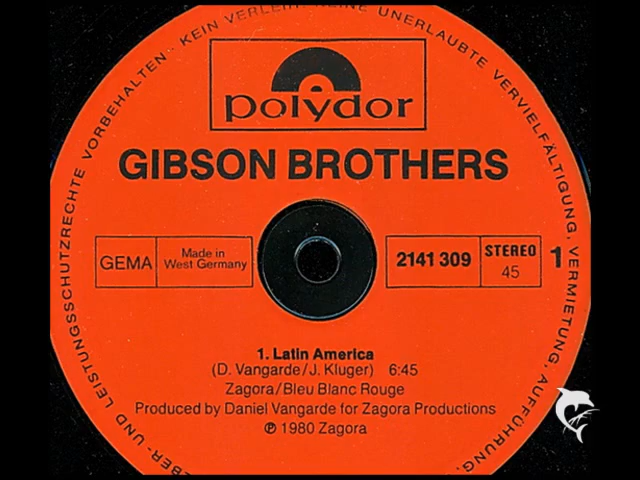 EBER- UND LEISTUNGSSCHUTZRECHTE VORBEHALTEN · KEIN VERLEIH! KEINE UNERLAUBTE VERVIELFÄLTIGUNG, VERMIETUNG, AUFFÜHRUNG,
polydor
GIBSON BROTHERS
GEMA
Made in
West Germany
2141 309
STEREO
45
1
1. Latin America
(D. Vangarde/J. Kluger) 6:45
Zagora/Bleu Blanc Rouge
Produced by Daniel Vangarde for Zagora Productions
℗ 1980 Zagora